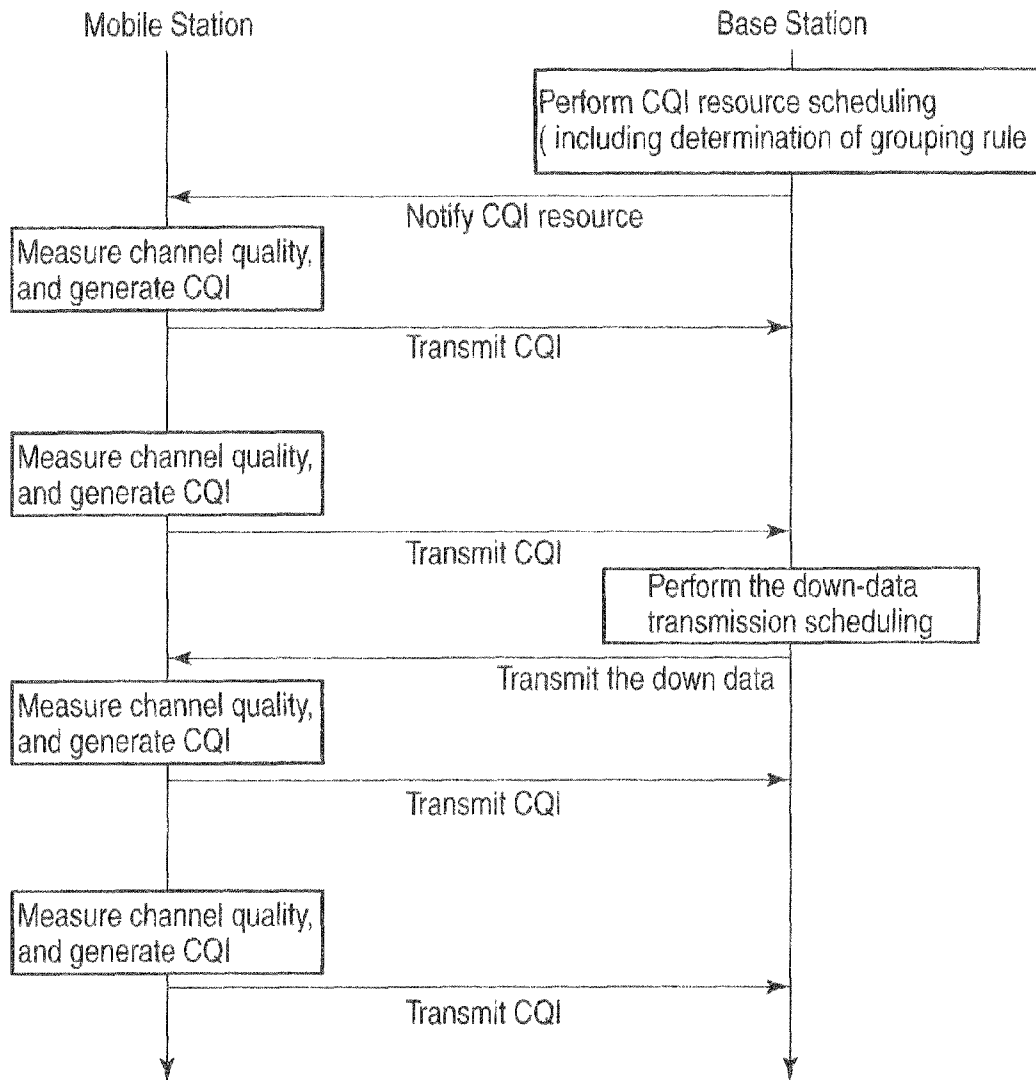 Mobile Station
Base Station
Perform CQI resource scheduling
( including determination of grouping rule
Notify CQI resource
Measure channel quality,
and generate CQI
Transmit CQI
Measure channel quality,
and generate CQI
Transmit CQI
Perform the down-data
transmission scheduling
Transmit the down data
Measure channel quality,
and generate CQI
Transmit CQI
Measure channel quality,
and generate CQI
Transmit CQI